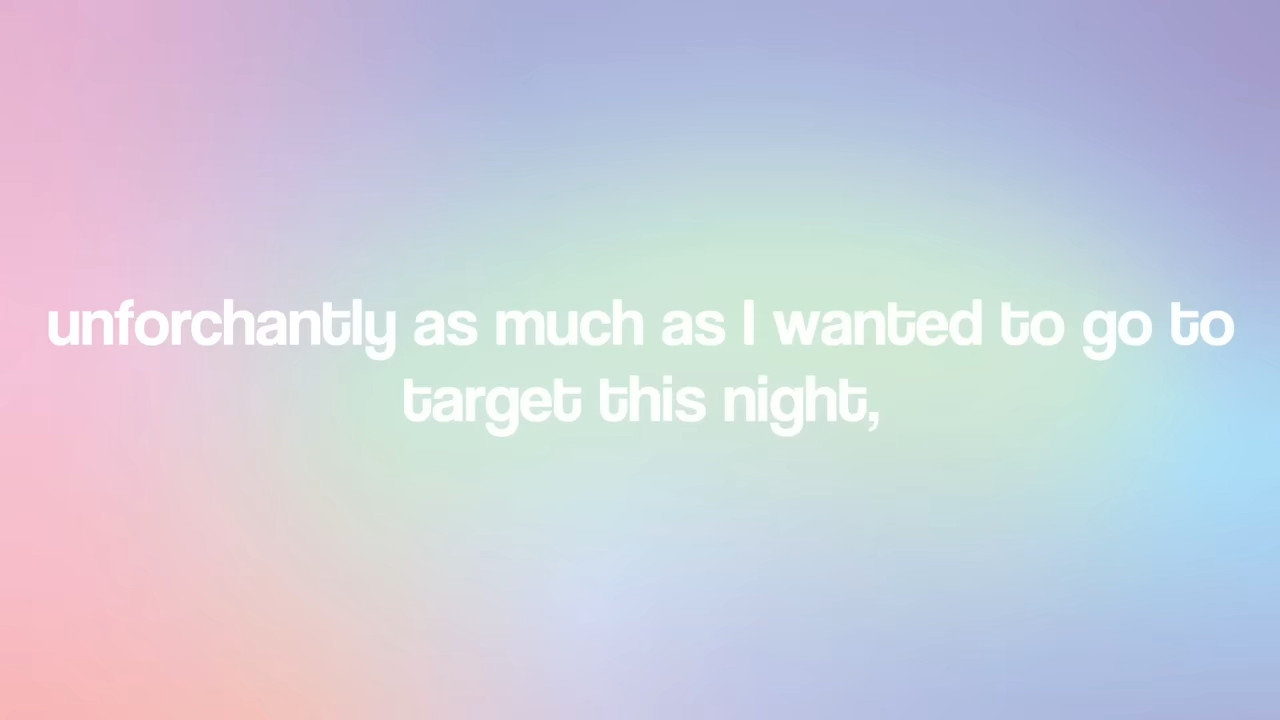 unforchantly as much as I wanted to go to
target this night,